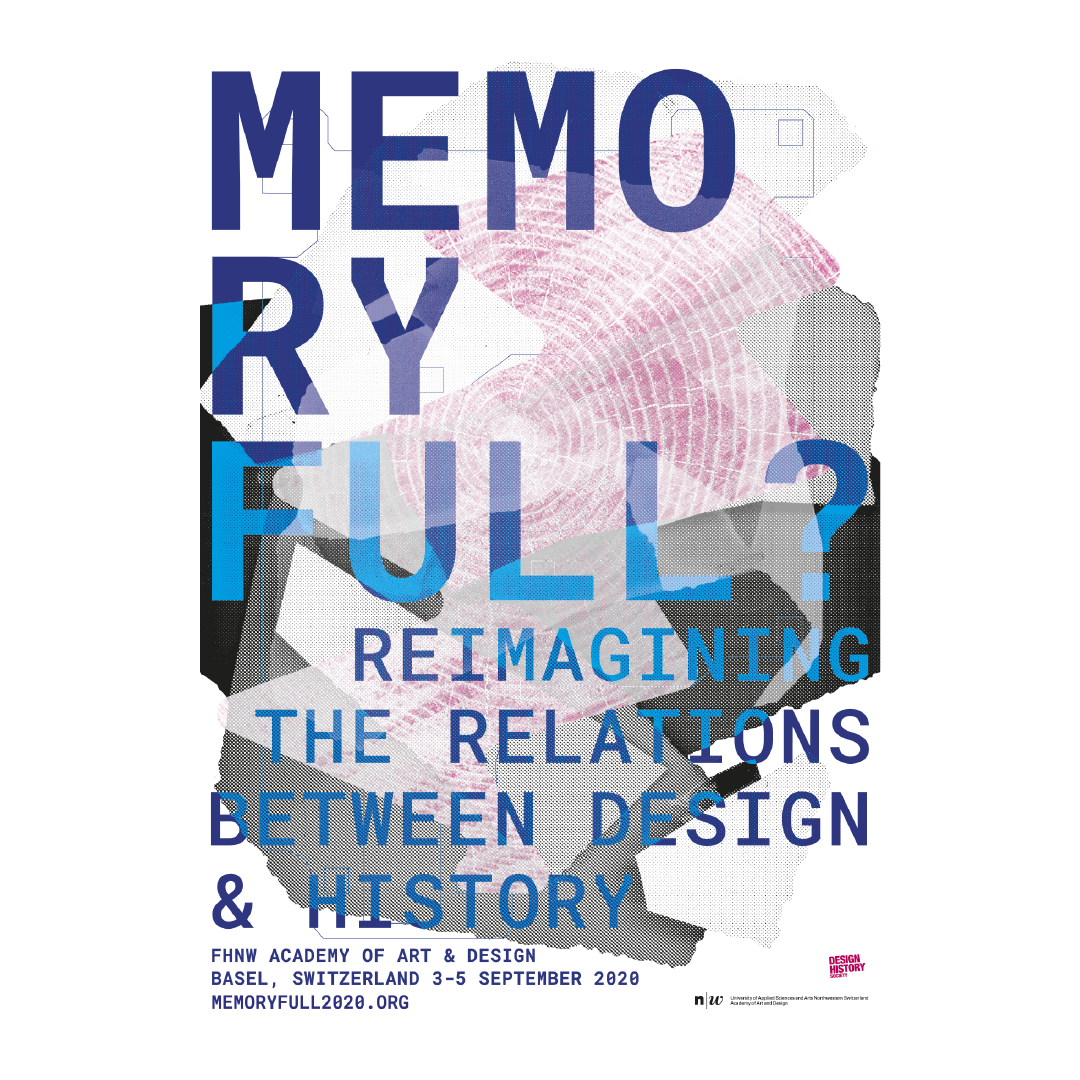 MEMO
RY
FULL?
REIMAGINING
THE RELATIONS
BETWEEN DESIGN
& HISTORY
FHNW ACADEMY OF ART & DESIGN
BASEL, SWITZERLAND 3–5 SEPTEMBER 2020
MEMORYFULL2020.ORG
DESIGN
HISTORY
SOCIETY
n|w University of Applied Sciences and Arts Northwestern Switzerland
Academy of Art and Design